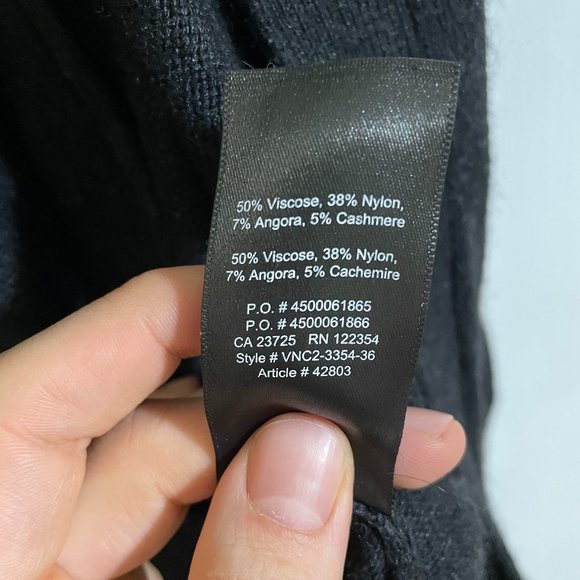 50% Viscose, 38% Nylon,
7% Angora, 5% Cashmere
50% Viscose, 38% Nylon,
7% Angora, 5% Cachemire
P.O. # 4500061865
P.O. # 4500061866
CA 23725 RN 122354
Style # VNC2-3354-36
Article # 42803